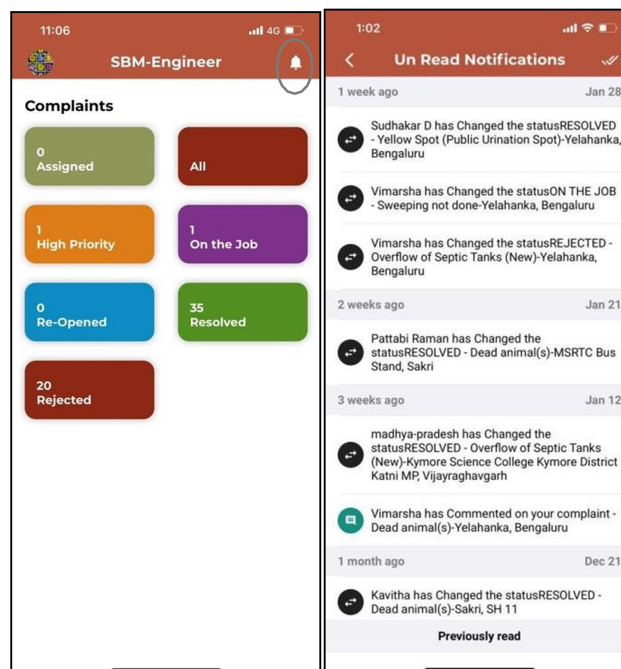 11:06
4G
SBM-Engineer
Complaints
0
Assigned
All
1
High Priority
1
On the Job
0
Re-Opened
35
Resolved
20
Rejected
1:02
Un Read Notifications
1 week ago Jan 28
Sudhakar D has Changed the statusRESOLVED
- Yellow Spot (Public Urination Spot)-Yelahanka,
Bengaluru
Vimarsha has Changed the statusON THE JOB
- Sweeping not done-Yelahanka, Bengaluru
Vimarsha has Changed the statusREJECTED -
Overflow of Septic Tanks (New)-Yelahanka,
Bengaluru
2 weeks ago Jan 21
Pattabi Raman has Changed the
statusRESOLVED - Dead animal(s)-MSRTC Bus
Stand, Sakri
3 weeks ago Jan 12
madhya-pradesh has Changed the
statusRESOLVED - Overflow of Septic Tanks
(New)-Kymore Science College Kymore District
Katni MP, Vijayraghavgarh
Vimarsha has Commented on your complaint -
Dead animal(s)-Yelahanka, Bengaluru
1 month ago Dec 21
Kavitha has Changed the statusRESOLVED -
Dead animal(s)-Sakri, SH 11
Previously read